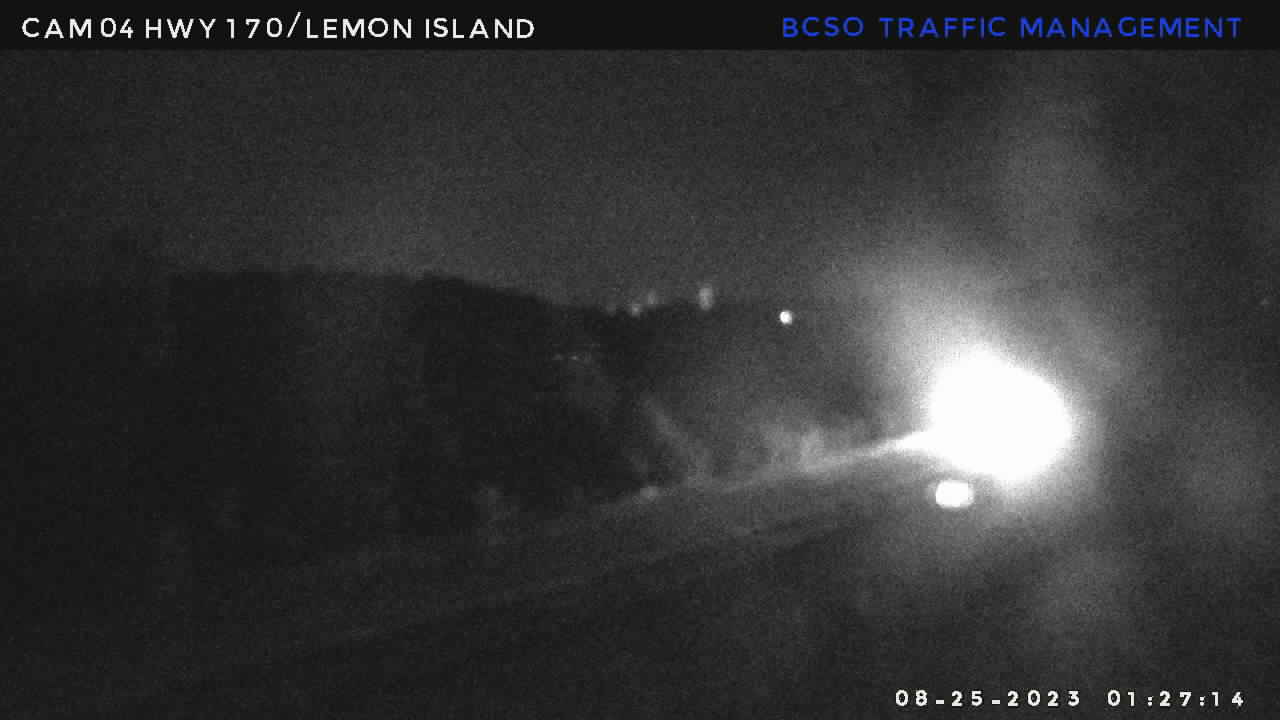 CAM 04 HWY 170/LEMON ISLAND
BCSO TRAFFIC MANAGEMENT
08-25-2023 01:27:14